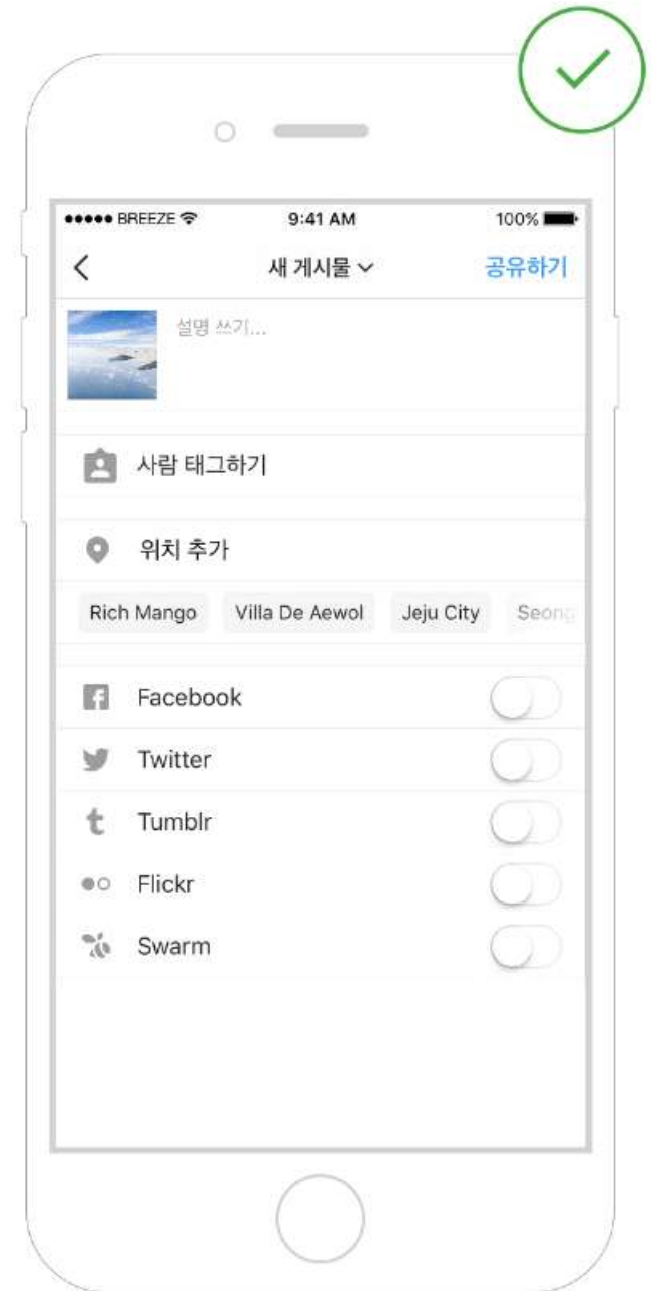 BREEZE 9:41 AM 100%
새 게시물 공유하기
설명 쓰기...
사람 태그하기
위치 추가
Rich Mango Villa De Aewol Jeju City Seong
Facebook
Twitter
Tumblr
Flickr
Swarm